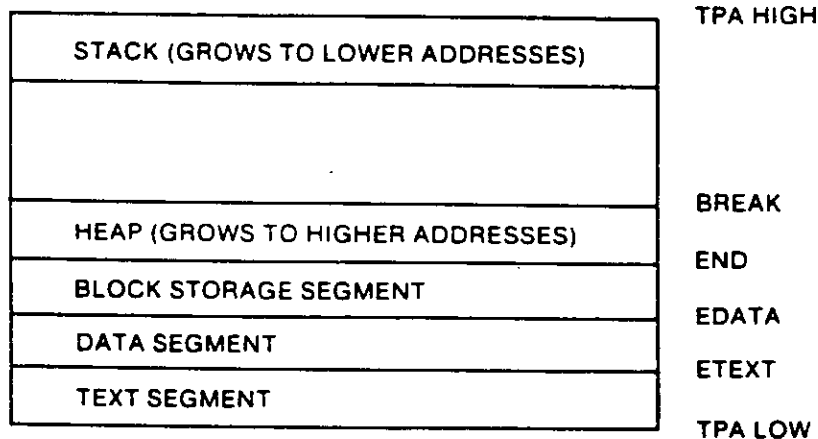 TPA HIGH
STACK (GROWS TO LOWER ADDRESSES)
BREAK
HEAP (GROWS TO HIGHER ADDRESSES)
END
BLOCK STORAGE SEGMENT
EDATA
DATA SEGMENT
ETEXT
TEXT SEGMENT
TPA LOW